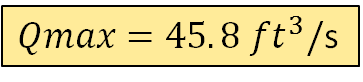 Qmax = 45.8 ft³/s